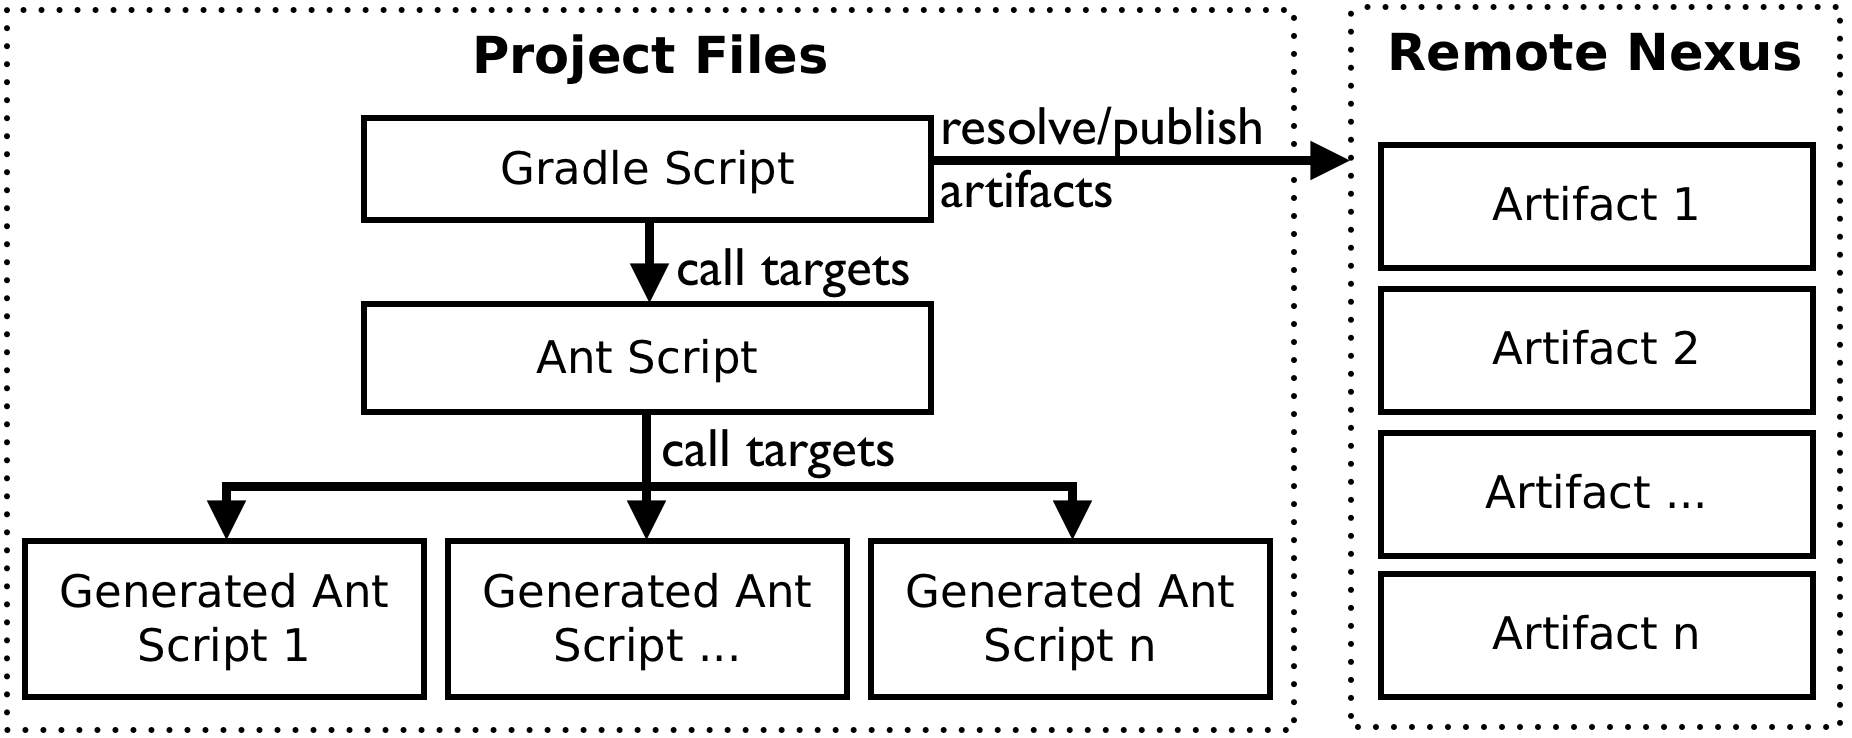 Project Files
Gradle Script
resolve/publish
artifacts
call targets
Ant Script
call targets
Generated Ant
Script 1
Generated Ant
Script ...
Generated Ant
Script n
Remote Nexus
Artifact 1
Artifact 2
Artifact ...
Artifact n